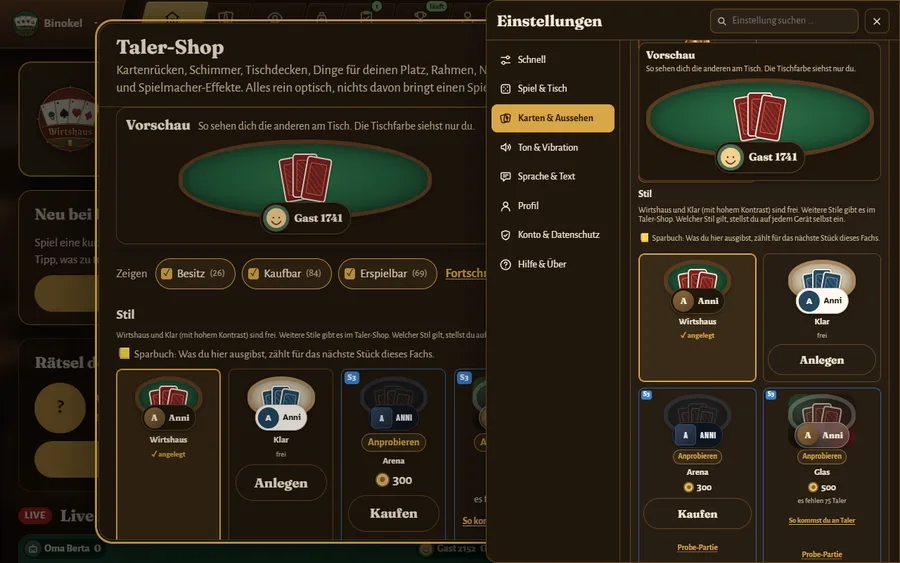 Binokel
1
läuft
Wirtshaus
Neu bei
Spiel eine ku
Tipp, was zu t
Rätsel d
?
LIVE Live
Oma Berta 0
Gast 2152
Taler-Shop
Kartenrücken, Schimmer, Tischdecken, Dinge für deinen Platz, Rahmen, N
und Spielmacher-Effekte. Alles rein optisch, nichts davon bringt einen Spie
Vorschau So sehen dich die anderen am Tisch. Die Tischfarbe siehst nur du.
Gast 1741
Zeigen Besitz (26) Kaufbar (84) Erspielbar (69) Fortschr
Stil
Wirtshaus und Klar (mit hohem Kontrast) sind frei. Weitere Stile gibt es im Taler-Shop. Welcher Stil gilt, stellst du auf
Sparbuch: Was du hier ausgibst, zählt für das nächste Stück dieses Fachs.
A Anni
Wirtshaus
✓ angelegt
A Anni
Klar
frei
Anlegen
S3
A ANNI
Anprobieren
Arena
300
Kaufen
S3
A
es f
So kon
Einstellungen
Einstellung suchen ...
Schnell
Spiel & Tisch
Karten & Aussehen
Ton & Vibration
Sprache & Text
Profil
Konto & Datenschutz
Hilfe & Über
Vorschau
So sehen dich die anderen am Tisch. Die Tischfarbe siehst nur du.
Gast 1741
Stil
Wirtshaus und Klar (mit hohem Kontrast) sind frei. Weitere Stile gibt es im
Taler-Shop. Welcher Stil gilt, stellst du auf jedem Gerät selbst ein.
Sparbuch: Was du hier ausgibst, zählt für das nächste Stück dieses Fachs.
A Anni
Wirtshaus
✓ angelegt
A Anni
Klar
frei
Anlegen
S3
A ANNI
Anprobieren
Arena
300
Kaufen
Probe-Partie
S3
A Anni
Anprobieren
Glas
500
es fehlen 75 Taler
So kommst du an Taler
Probe-Partie